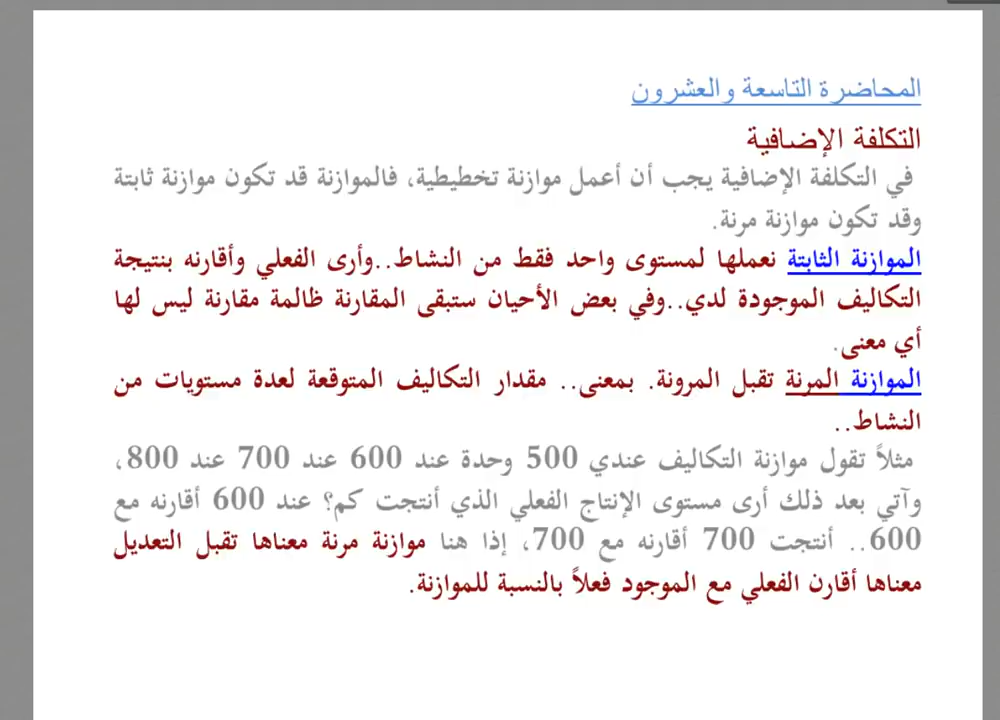 المحاضرة التاسعة والعشرون
التكلفة الإضافية
في التكلفة الإضافية يجب أن أعمل موازنة تخطيطية، فالموازنة قد تكون موازنة ثابتة
وقد تكون موازنة مرنة.
الموازنة الثابتة نعملها لمستوى واحد فقط من النشاط..وأرى الفعلي وأقارنه بنتيجة
التكاليف الموجودة لدي..وفي بعض الأحيان ستبقى المقارنة ظالمة مقارنة ليس لها
أي معنى.
الموازنة المرنة تقبل المرونة. بمعنى.. مقدار التكاليف المتوقعة لعدة مستويات من
النشاط..
مثلاً تقول موازنة التكاليف عندي 500 وحدة عند 600 عند 700 عند 800،
وآتي بعد ذلك أرى مستوى الإنتاج الفعلي الذي أنتجت كم؟ عند 600 أقارنه مع
600.. أنتجت 700 أقارنه مع 700، إذا هنا موازنة مرنة معناها تقبل التعديل
معناها أقارن الفعلي مع الموجود فعلاً بالنسبة للموازنة.